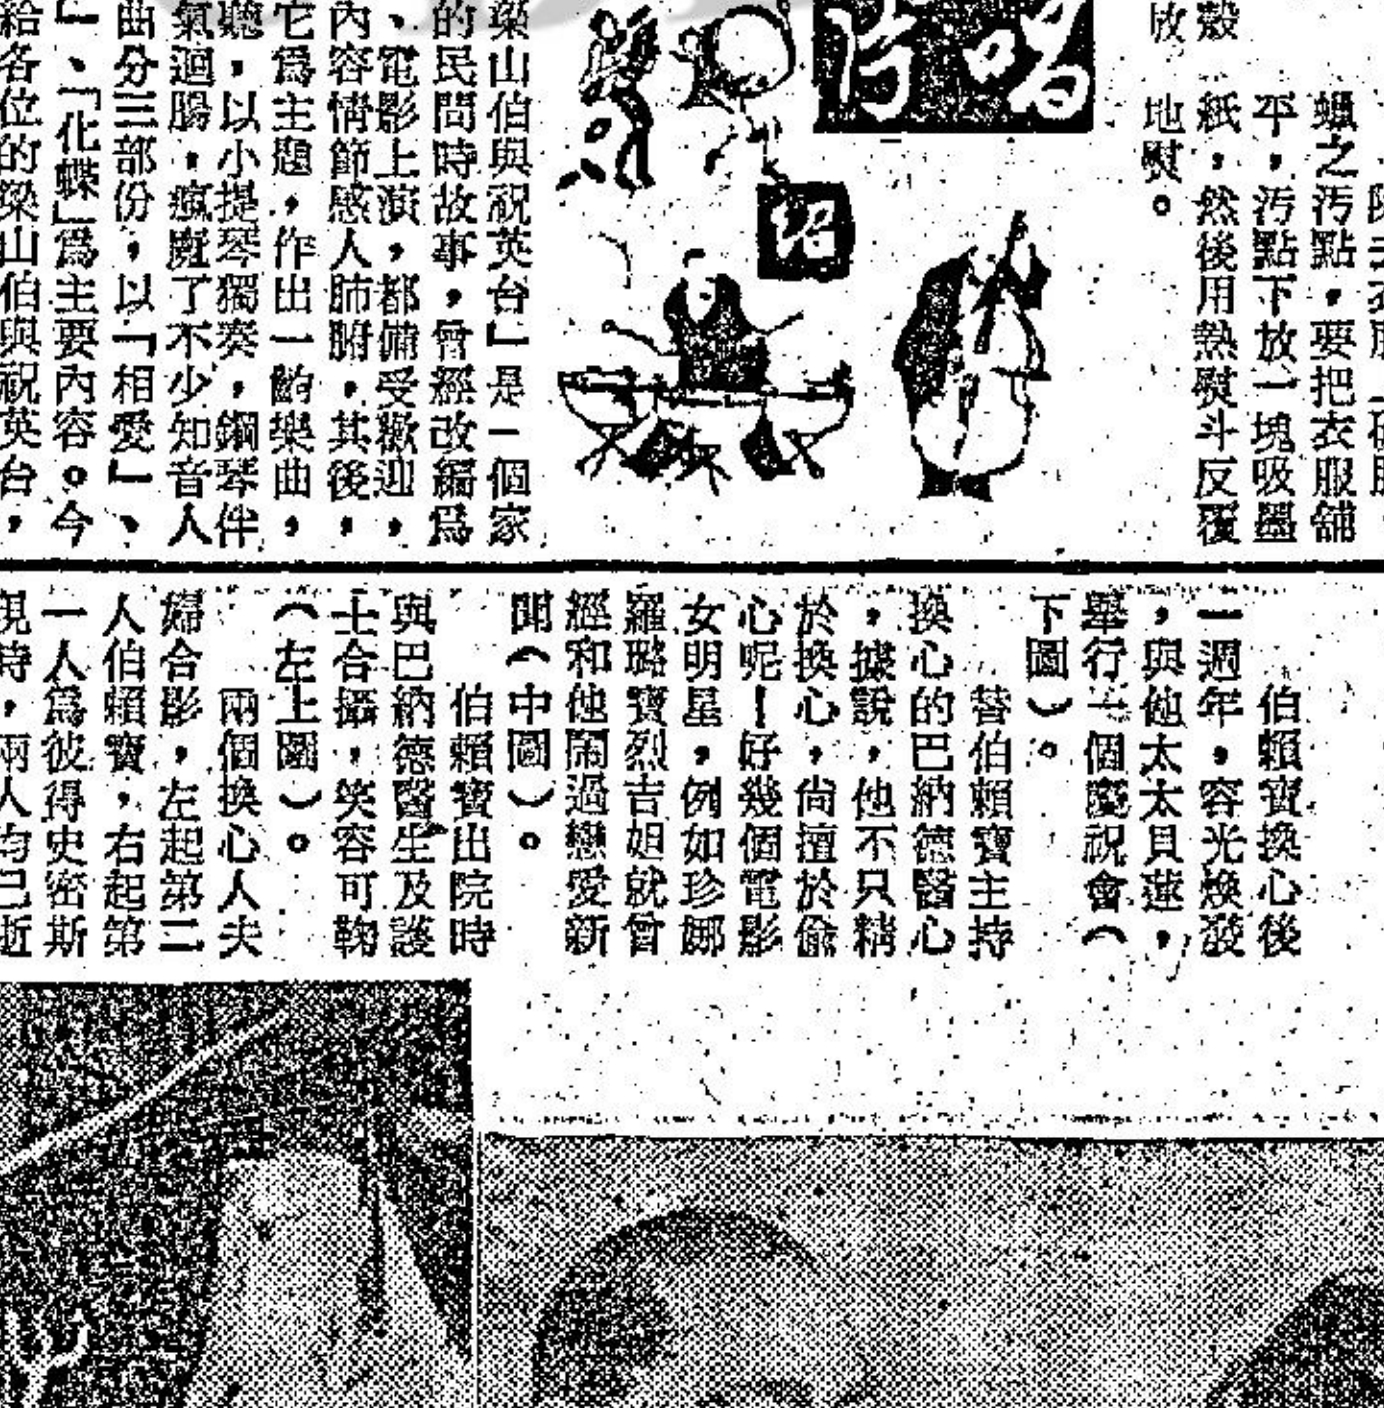 蠟之污點，要把衣服舖
平，污點下放一塊吸墨
紙，然後用熱熨斗反覆
地熨。
紹
梁山伯與祝英台」是一個家
的民間時故事，曾經改編爲
、電影上演，都備受歡迎，
內容情節感人肺腑，其後，
它爲主題，作出一齣樂曲，
聽，以小提琴獨奏，鋼琴伴
氣迴腸，瘋魔了不少知音人
曲分三部份，以「相愛」、
」、「化蝶」爲主要內容。今
給各位的梁山伯與祝英台，
伯賴寶換心後
一週年，容光煥發
，與他太太貝蓮，
舉行一個慶祝會（
下圖）。
替伯賴寶主持
換心的巴納德醫心
，據說，他不只精
於換心，尚擅於偷
心呢！好幾個電影
女明星，例如珍娜
羅璐寶烈吉妲就曾
經和他鬧過戀愛新
聞（中圖）。
伯賴寶出院時
與巴納德醫生及護
士合攝，笑容可鞠
（左上圖）。
兩個換心人夫
婦合影，左起第二
人伯賴寶，右起第
一人爲彼得史密斯
現時，兩人均已逝